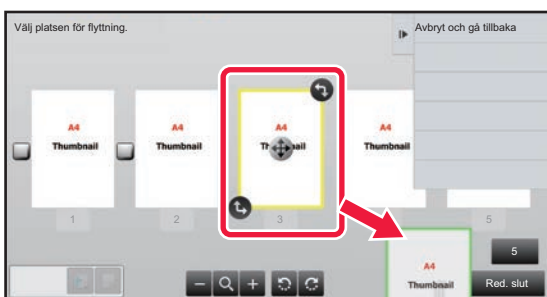 Välj platsen för flyttning.
Avbryt och gå tillbaka
A4
Thumbnail
A4
Thumbnail
A4
Thumbnail
A4
Thumbnail
1
2
3
5
5
A4
Thumbnail
Red. slut